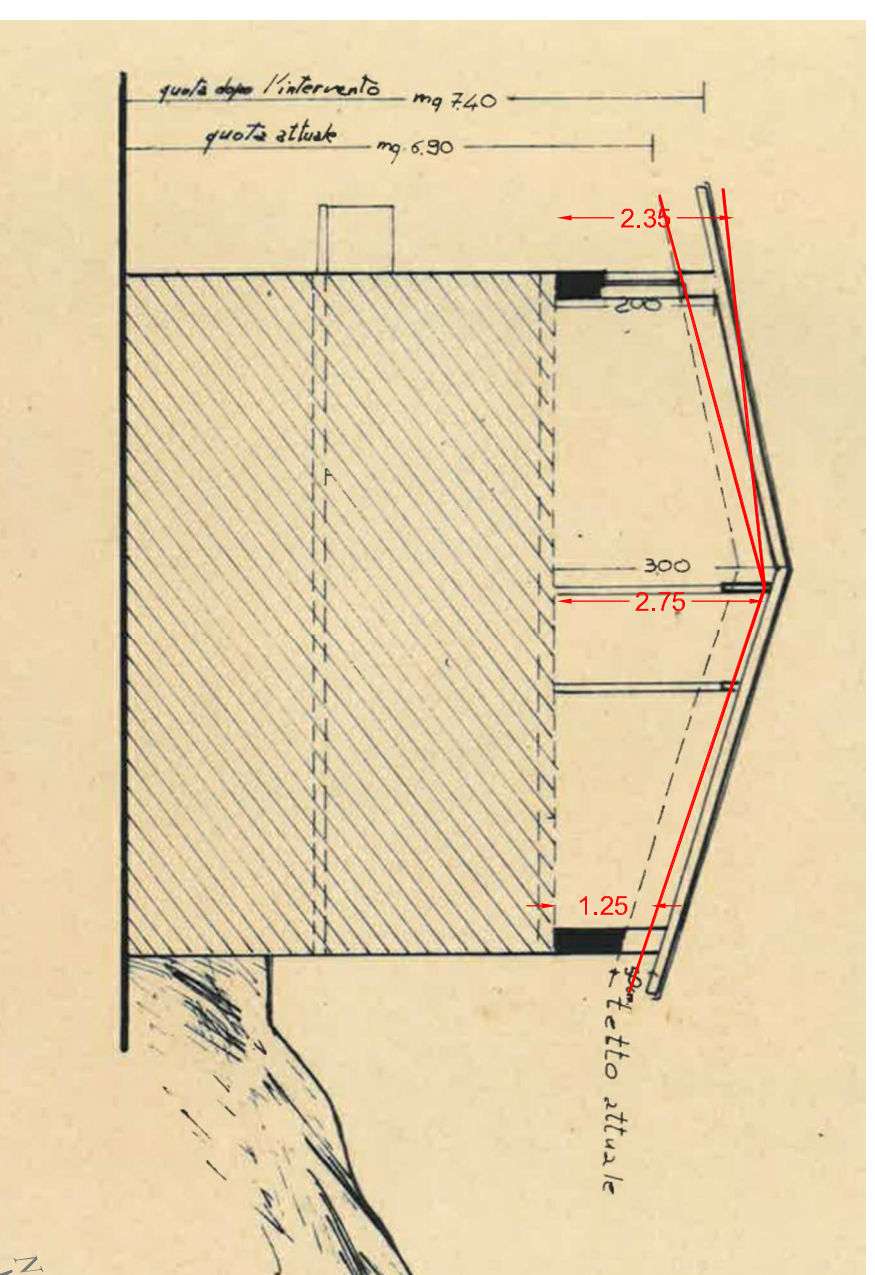 quota dopo l'intervento mq 7.40
quota attuale mq. 6.90
2.35
200
300
2.75
1.25
tetto attuale
N